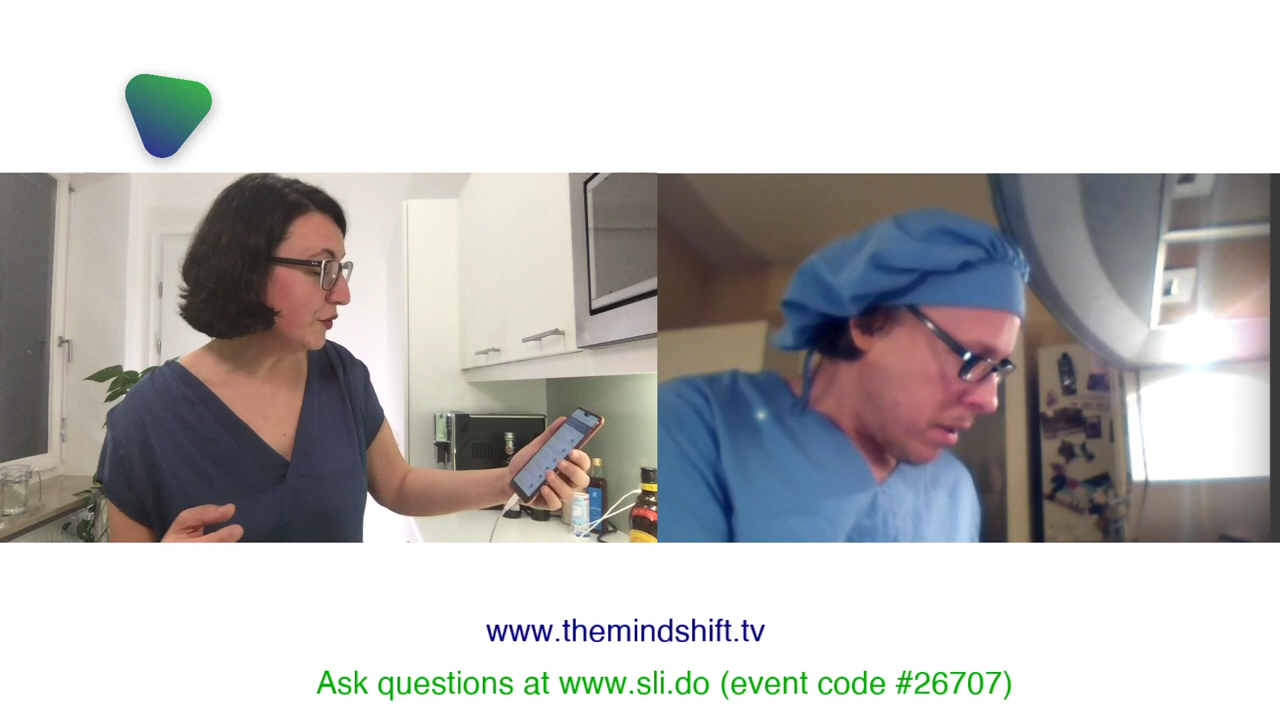 www.themindshift.tv
Ask questions at www.sli.do (event code #26707)